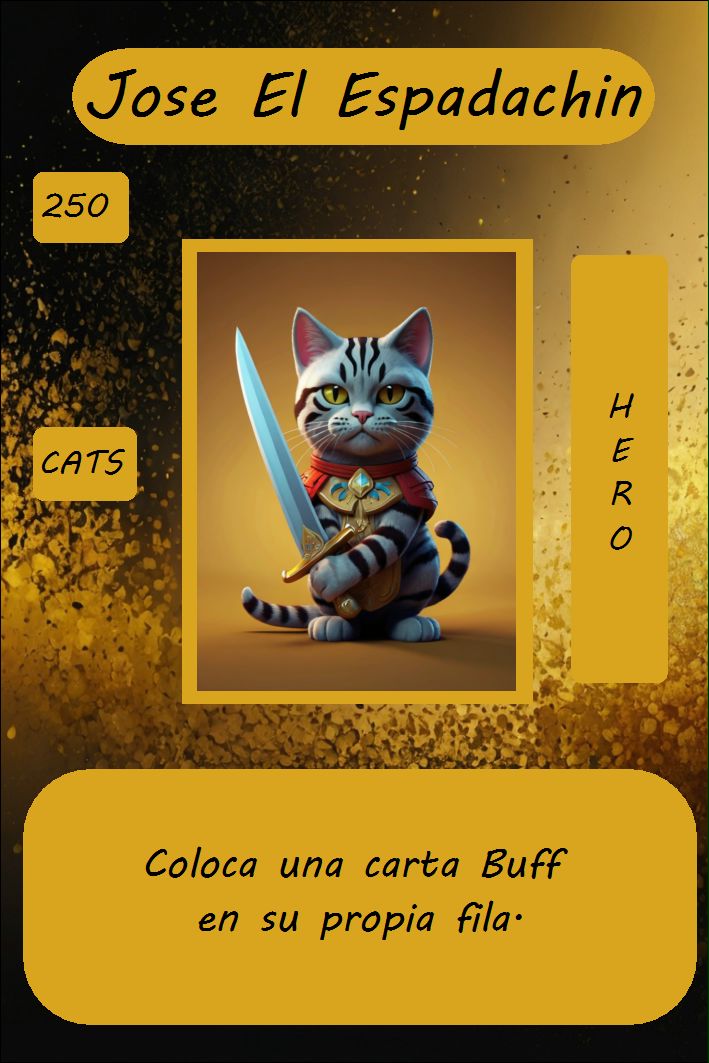 Jose El Espadachin
250
CATS
H
E
R
O
Coloca una carta Buff
en su propia fila.